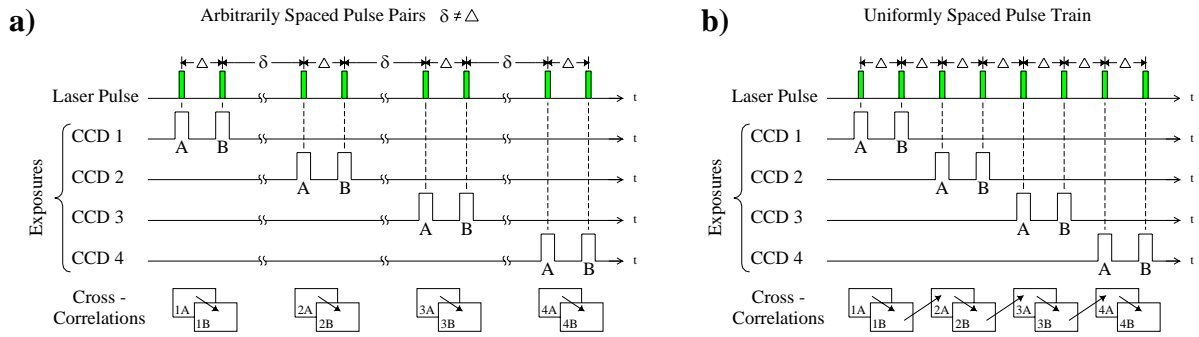 a)
Arbitrarily Spaced Pulse Pairs δ ≠ △
△ δ △ δ △ δ △
Laser Pulse t
Exposures
CCD 1 A B t
CCD 2 A B t
CCD 3 A B t
CCD 4 A B t
Cross -
Correlations
1A 1B 2A 2B 3A 3B 4A 4B
b)
Uniformly Spaced Pulse Train
△ △ △ △ △ △ △
Laser Pulse t
Exposures
CCD 1 A B t
CCD 2 A B t
CCD 3 A B t
CCD 4 A B t
Cross -
Correlations
1A 1B 2A 2B 3A 3B 4A 4B